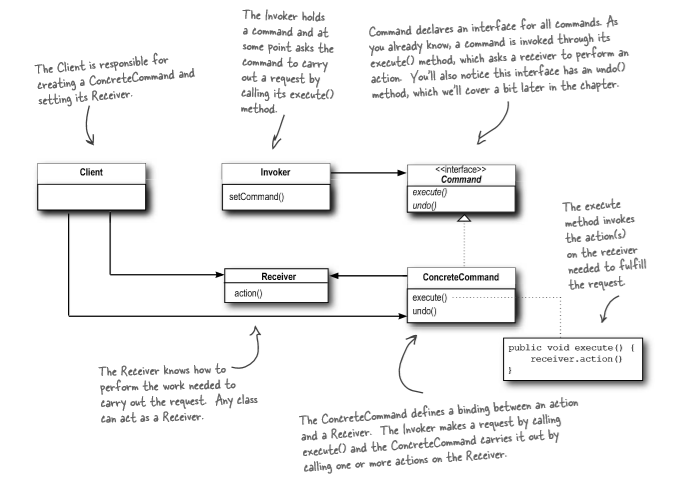 The Invoker holds
a command and at
some point asks the
command to carry
out a request by
calling its execute()
method.
Command declares an interface for all commands. As
you already know, a command is invoked through its
execute() method, which asks a receiver to perform an
action. You'll also notice this interface has an undo()
method, which we'll cover a bit later in the chapter.
The Client is responsible for
creating a ConcreteCommand and
setting its Receiver.
Client
Invoker
setCommand()
<<interface>>
Command
execute()
undo()
The execute
method invokes
the action(s)
on the receiver
needed to fulfill
the request.
Receiver
action()
ConcreteCommand
execute()
undo()
public void execute() {
receiver.action()
}
The Receiver knows how to
perform the work needed to
carry out the request. Any class
can act as a Receiver.
The ConcreteCommand defines a binding between an action
and a Receiver. The Invoker makes a request by calling
execute() and the ConcreteCommand carries it out by
calling one or more actions on the Receiver.